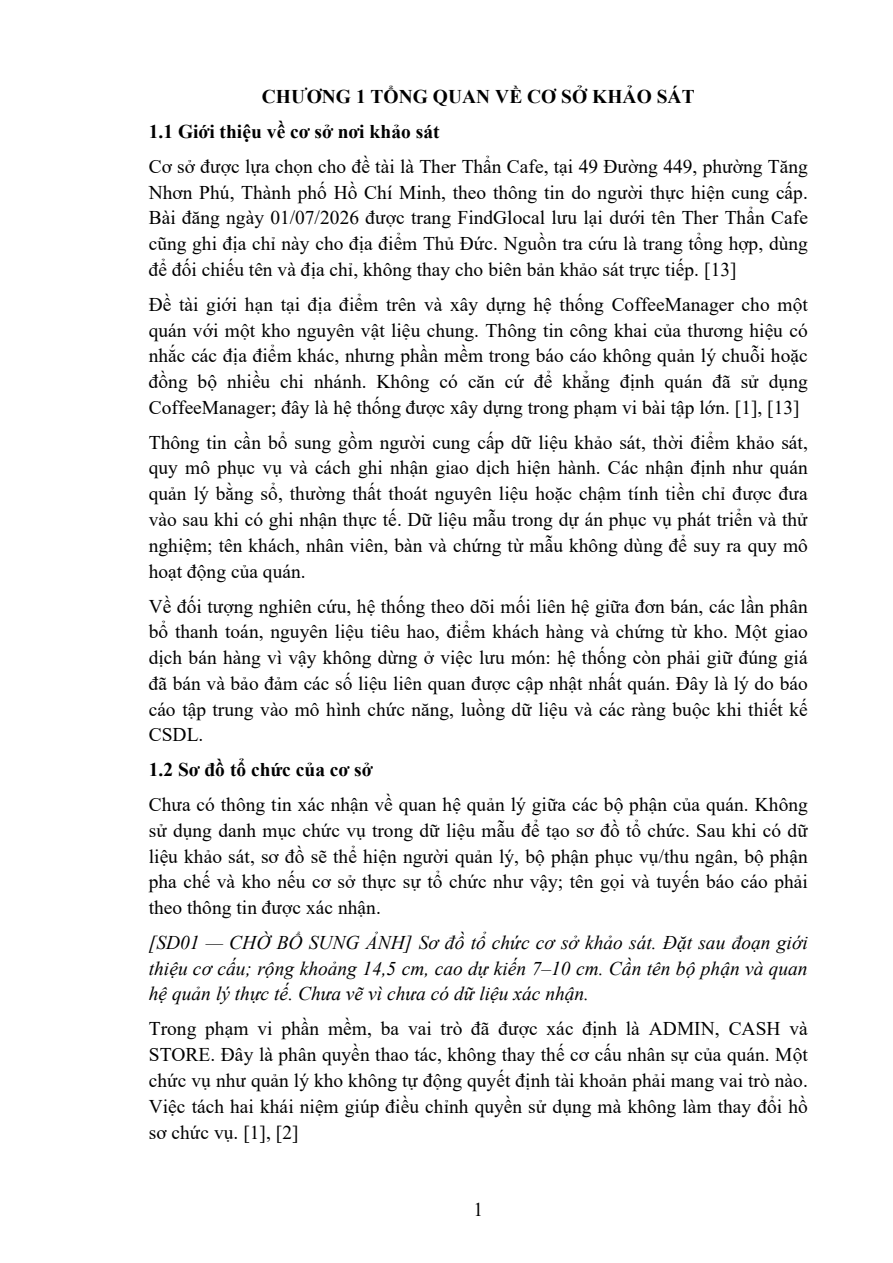 CHƯƠNG 1 TỔNG QUAN VỀ CƠ SỞ KHẢO SÁT
1.1 Giới thiệu về cơ sở nơi khảo sát
Cơ sở được lựa chọn cho đề tài là Ther Thẩn Cafe, tại 49 Đường 449, phường Tăng
Nhơn Phú, Thành phố Hồ Chí Minh, theo thông tin do người thực hiện cung cấp.
Bài đăng ngày 01/07/2026 được trang FindGlocal lưu lại dưới tên Ther Thẩn Cafe
cũng ghi địa chỉ này cho địa điểm Thủ Đức. Nguồn tra cứu là trang tổng hợp, dùng
để đối chiếu tên và địa chỉ, không thay cho biên bản khảo sát trực tiếp. [13]
Đề tài giới hạn tại địa điểm trên và xây dựng hệ thống CoffeeManager cho một
quán với một kho nguyên vật liệu chung. Thông tin công khai của thương hiệu có
nhắc các địa điểm khác, nhưng phần mềm trong báo cáo không quản lý chuỗi hoặc
đồng bộ nhiều chi nhánh. Không có căn cứ để khẳng định quán đã sử dụng
CoffeeManager; đây là hệ thống được xây dựng trong phạm vi bài tập lớn. [1], [13]
Thông tin cần bổ sung gồm người cung cấp dữ liệu khảo sát, thời điểm khảo sát,
quy mô phục vụ và cách ghi nhận giao dịch hiện hành. Các nhận định như quán
quản lý bằng sổ, thường thất thoát nguyên liệu hoặc chậm tính tiền chỉ được đưa
vào sau khi có ghi nhận thực tế. Dữ liệu mẫu trong dự án phục vụ phát triển và thử
nghiệm; tên khách, nhân viên, bàn và chứng từ mẫu không dùng để suy ra quy mô
hoạt động của quán.
Về đối tượng nghiên cứu, hệ thống theo dõi mối liên hệ giữa đơn bán, các lần phân
bổ thanh toán, nguyên liệu tiêu hao, điểm khách hàng và chứng từ kho. Một giao
dịch bán hàng vì vậy không dừng ở việc lưu món: hệ thống còn phải giữ đúng giá
đã bán và bảo đảm các số liệu liên quan được cập nhật nhất quán. Đây là lý do báo
cáo tập trung vào mô hình chức năng, luồng dữ liệu và các ràng buộc khi thiết kế
CSDL.
1.2 Sơ đồ tổ chức của cơ sở
Chưa có thông tin xác nhận về quan hệ quản lý giữa các bộ phận của quán. Không
sử dụng danh mục chức vụ trong dữ liệu mẫu để tạo sơ đồ tổ chức. Sau khi có dữ
liệu khảo sát, sơ đồ sẽ thể hiện người quản lý, bộ phận phục vụ/thu ngân, bộ phận
pha chế và kho nếu cơ sở thực sự tổ chức như vậy; tên gọi và tuyến báo cáo phải
theo thông tin được xác nhận.
[SD01 — CHỜ BỔ SUNG ẢNH] Sơ đồ tổ chức cơ sở khảo sát. Đặt sau đoạn giới
thiệu cơ cấu; rộng khoảng 14,5 cm, cao dự kiến 7–10 cm. Cần tên bộ phận và quan
hệ quản lý thực tế. Chưa vẽ vì chưa có dữ liệu xác nhận.
Trong phạm vi phần mềm, ba vai trò đã được xác định là ADMIN, CASH và
STORE. Đây là phân quyền thao tác, không thay thế cơ cấu nhân sự của quán. Một
chức vụ như quản lý kho không tự động quyết định tài khoản phải mang vai trò nào.
Việc tách hai khái niệm giúp điều chỉnh quyền sử dụng mà không làm thay đổi hồ
sơ chức vụ. [1], [2]
1